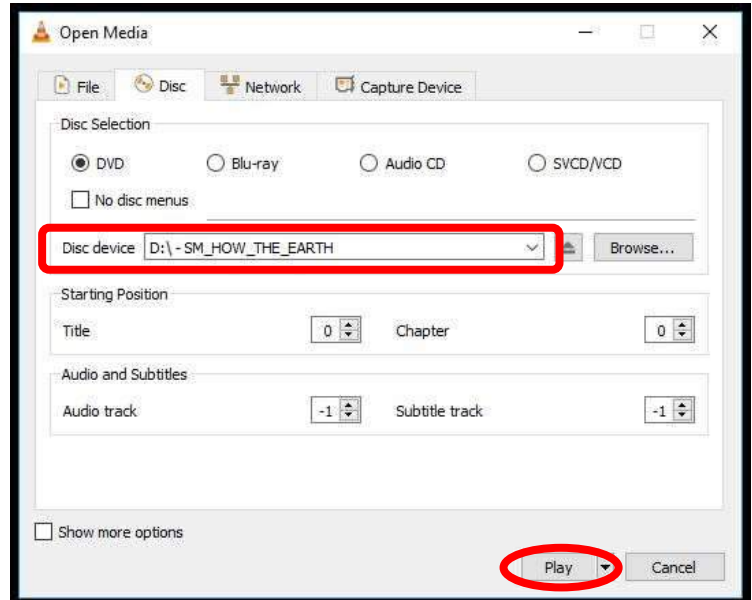 Open Media
File Disc Network Capture Device
Disc Selection
DVD Blu-ray Audio CD SVCD/VCD
No disc menus
Disc device D:\ - SM_HOW_THE_EARTH Browse...
Starting Position
Title 0 Chapter 0
Audio and Subtitles
Audio track -1 Subtitle track -1
Show more options
Play Cancel